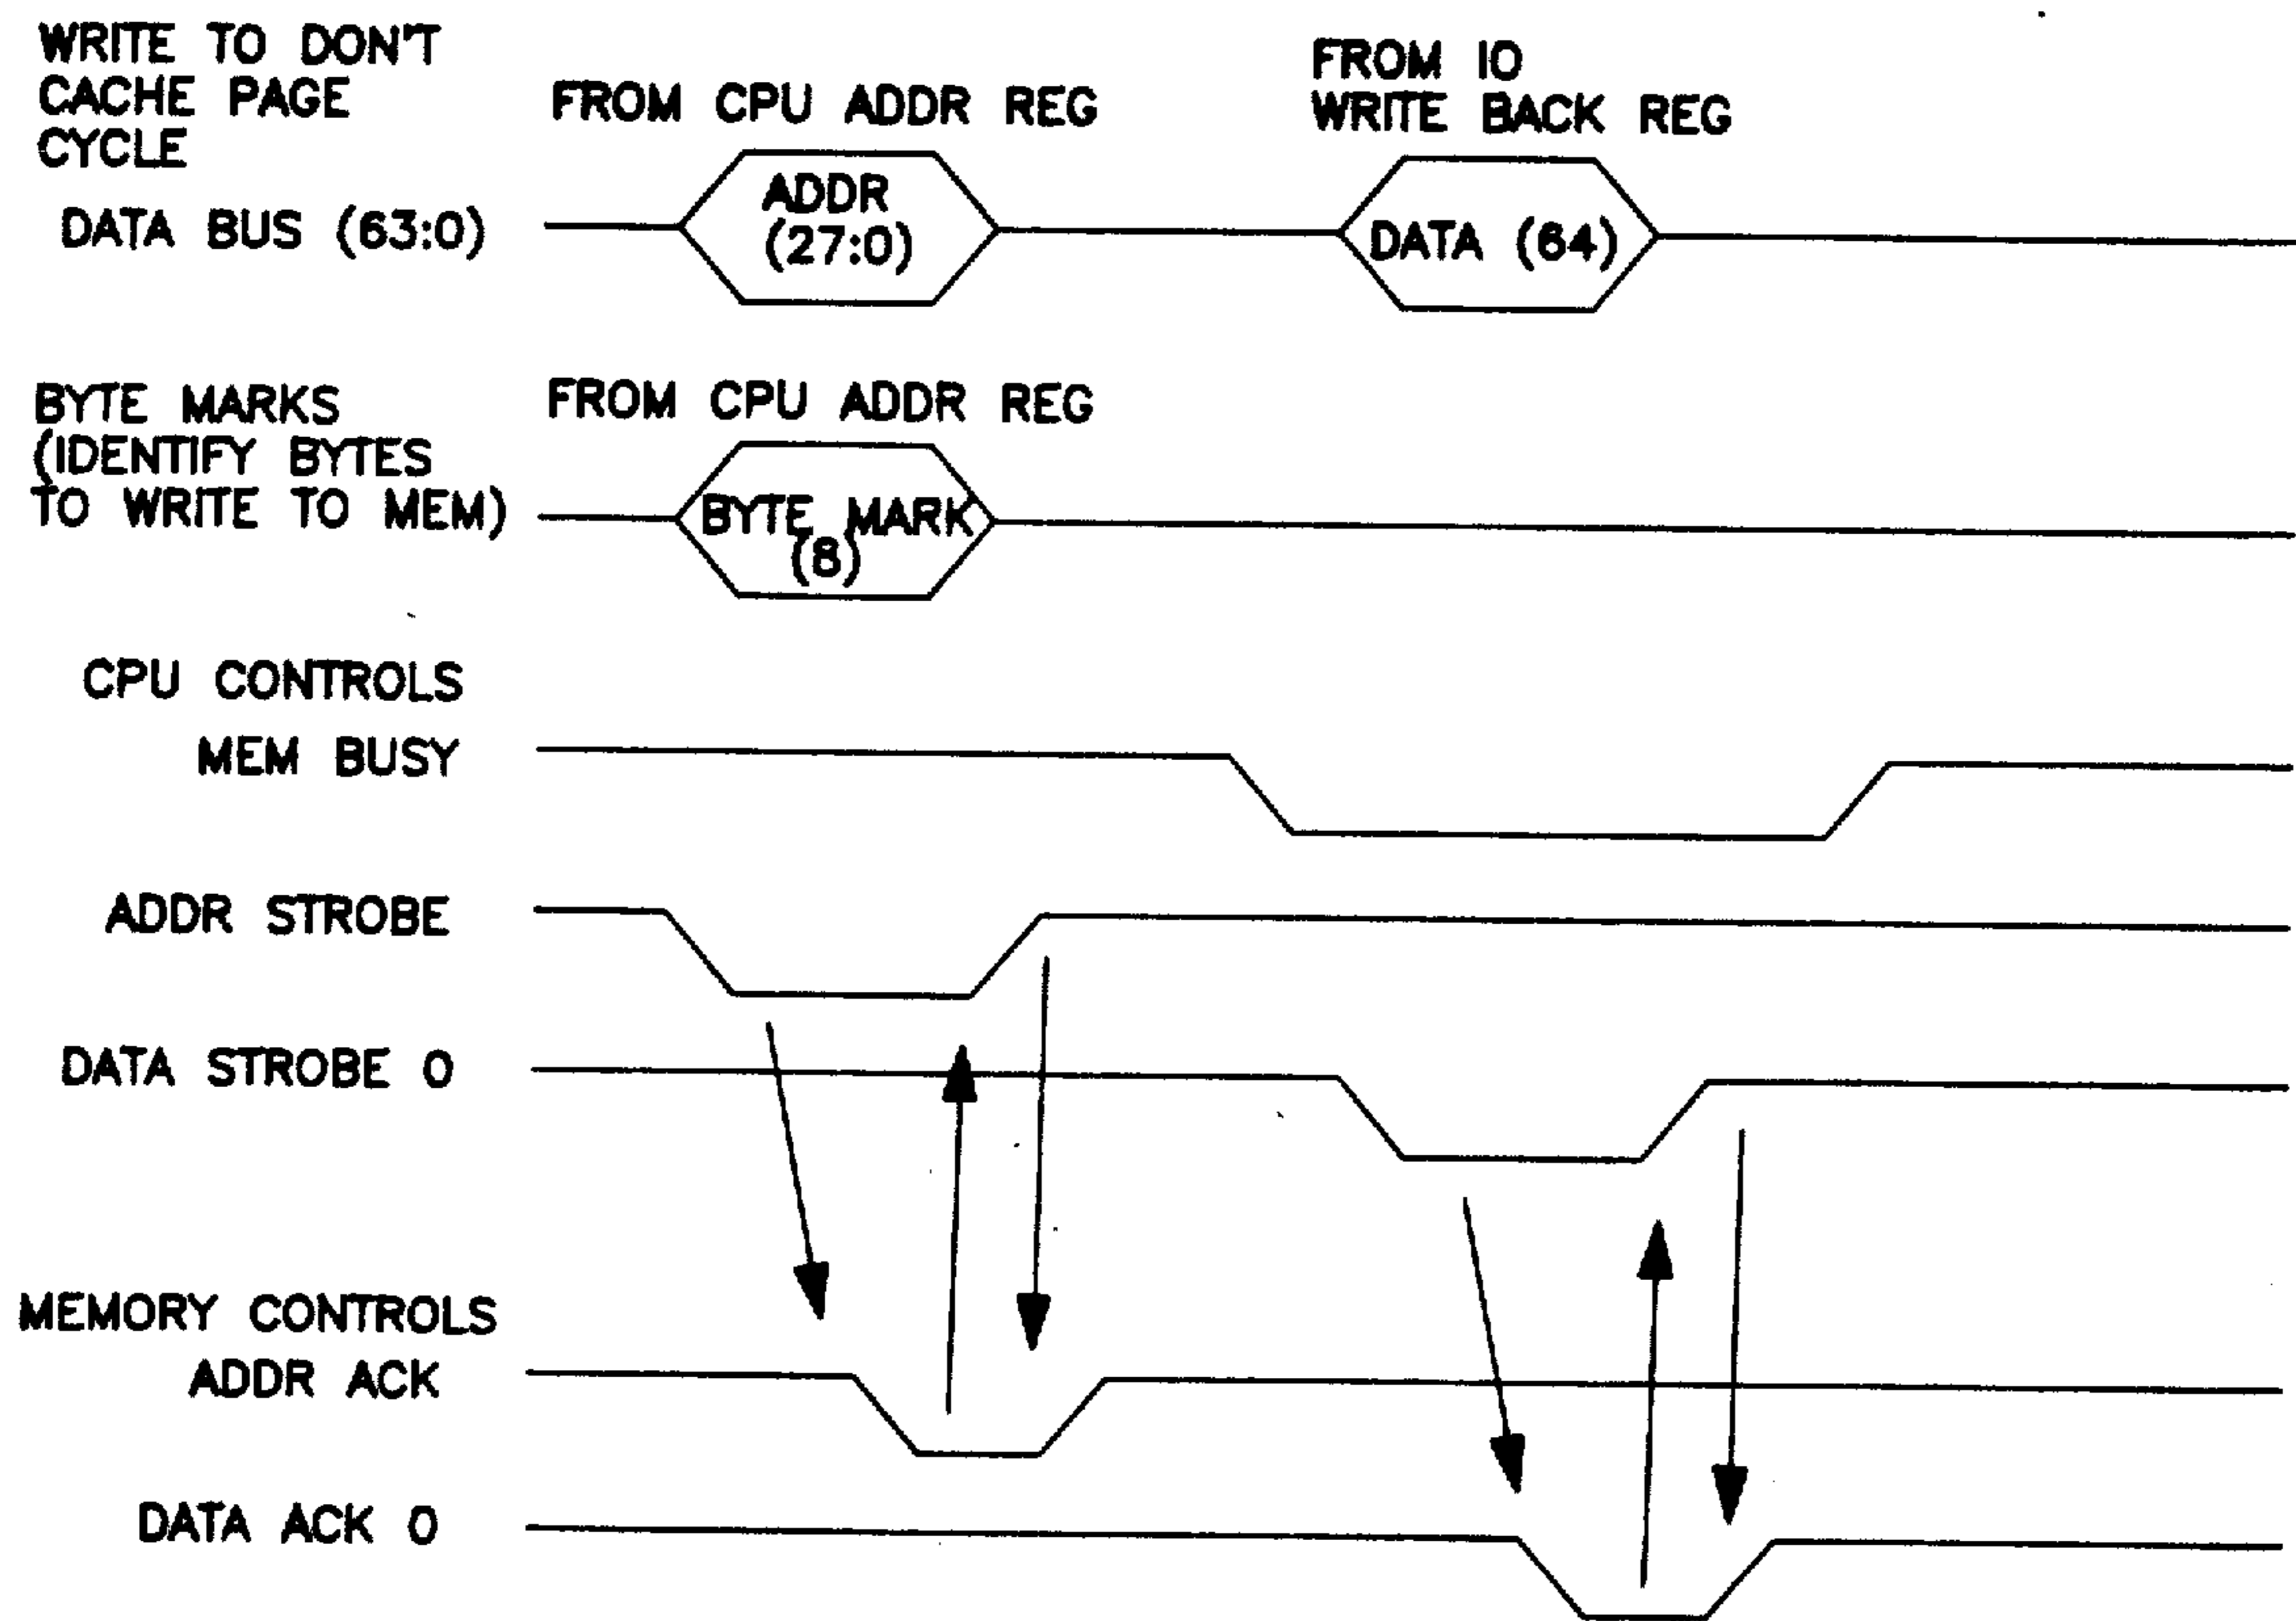 WRITE TO DON'T
CACHE PAGE
CYCLE
FROM CPU ADDR REG
FROM IO
WRITE BACK REG
DATA BUS (63:0)
ADDR
(27:0)
DATA (64)
BYTE MARKS
(IDENTIFY BYTES
TO WRITE TO MEM)
FROM CPU ADDR REG
BYTE MARK
(8)
CPU CONTROLS
MEM BUSY
ADDR STROBE
DATA STROBE 0
MEMORY CONTROLS
ADDR ACK
DATA ACK 0